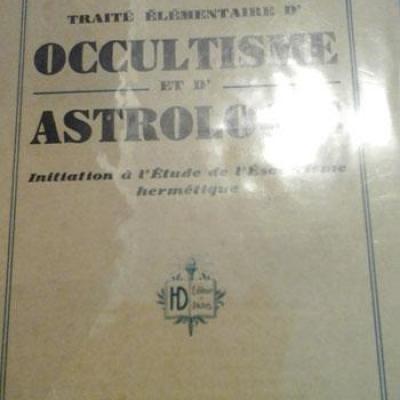 TRAITÉ ÉLÉMENTAIRE D'
OCCULTISME
ET D'
Initiation à l'Étude de
hermétique
HD